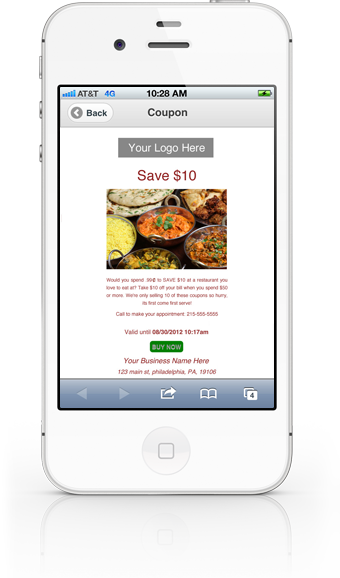 AT&T 4G 10:28 AM
Back Coupon
Your Logo Here
Save $10
Would you spend .99¢ to SAVE $10 at a restaurant you
love to eat at? Take $10 off your bill when you spend $50
or more. We're only selling 10 of these coupons so hurry,
its first come first serve!
Call to make your appointment 215-555-5555
Valid until 08/30/2012 10:17am
BUY NOW
Your Business Name Here
123 main st, philadelphia, PA, 19106
4